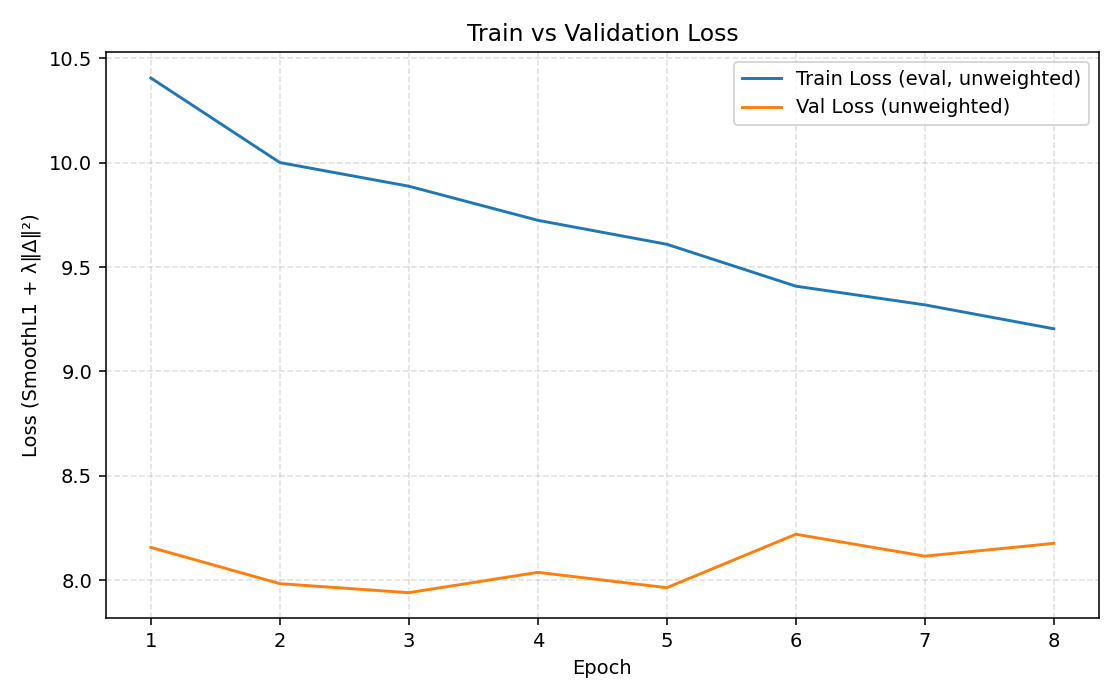 Train vs Validation Loss
Train Loss (eval, unweighted)
Val Loss (unweighted)
Loss (SmoothL1 + λ‖Δ‖²)
10.5
10.0
9.5
9.0
8.5
8.0
1 2 3 4 5 6 7 8
Epoch